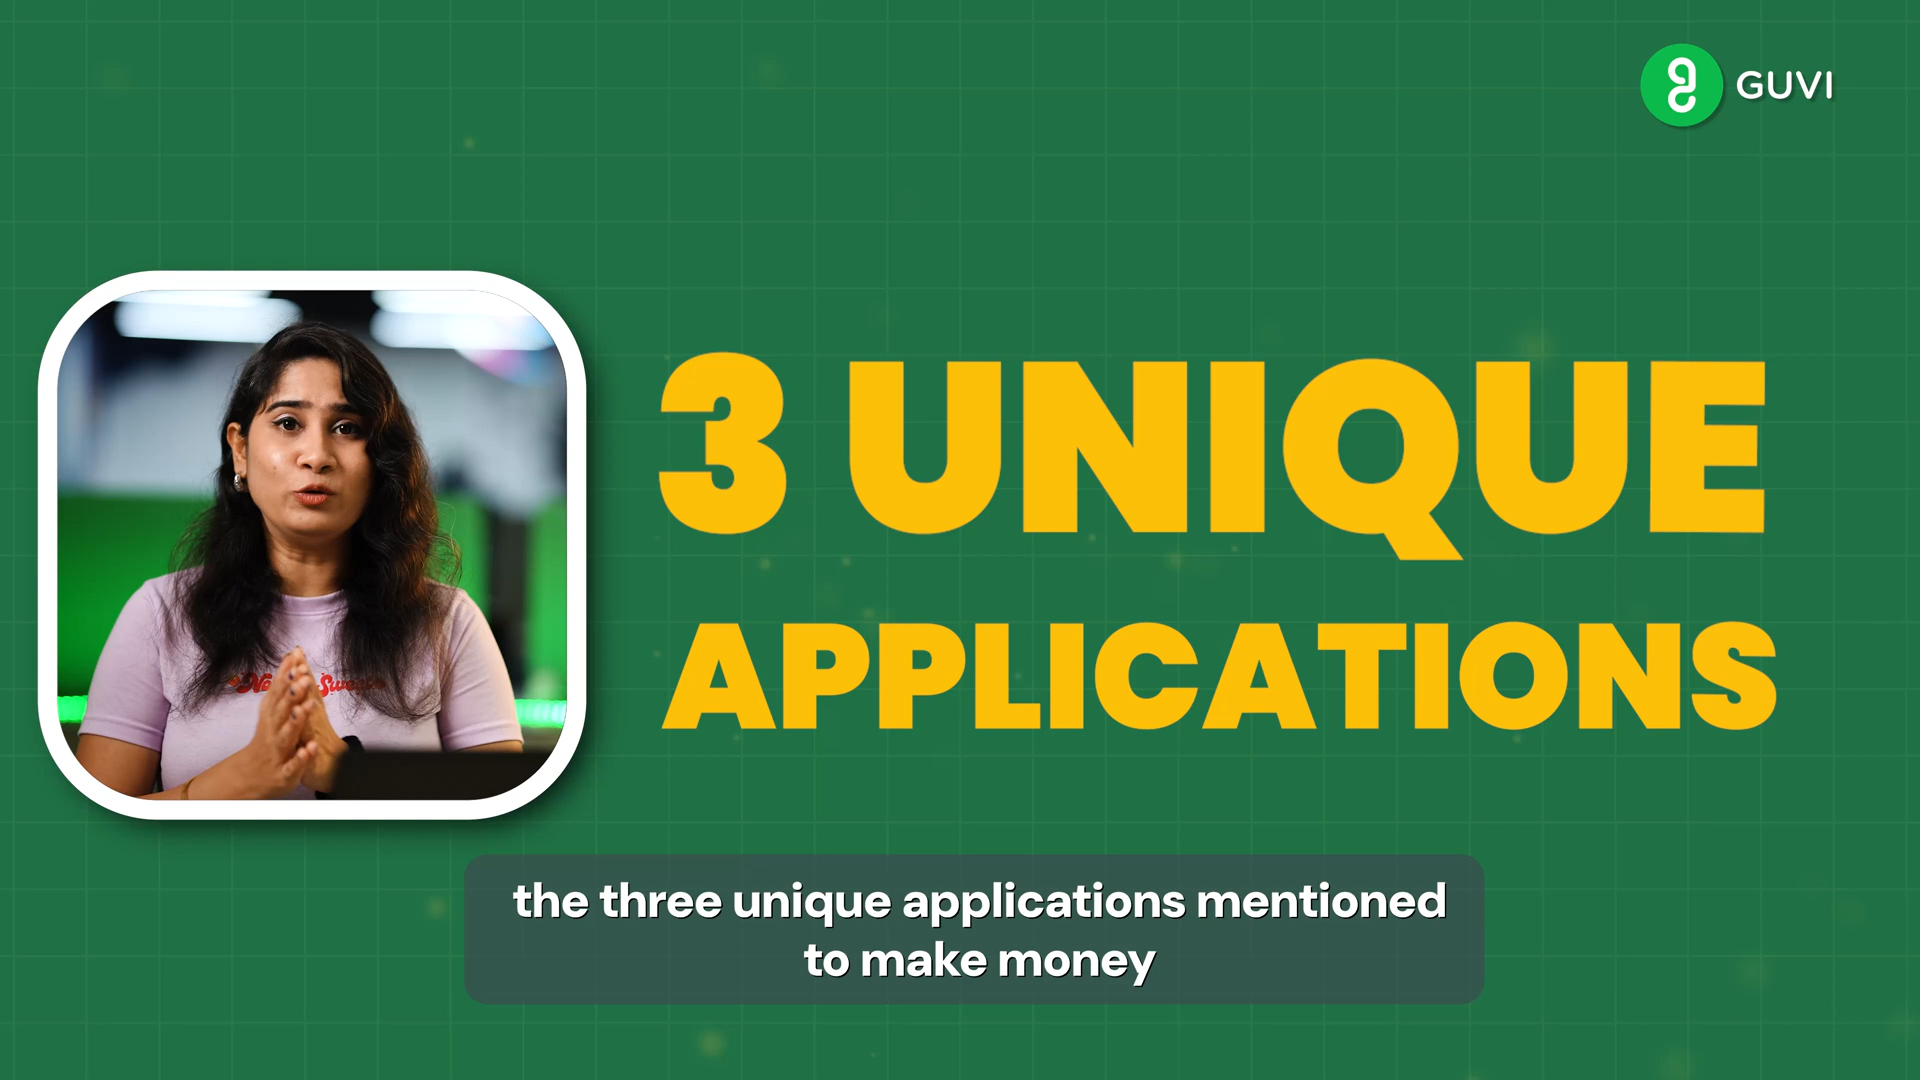 GUVI
3 UNIQUE
APPLICATIONS
the three unique applications mentioned
to make money